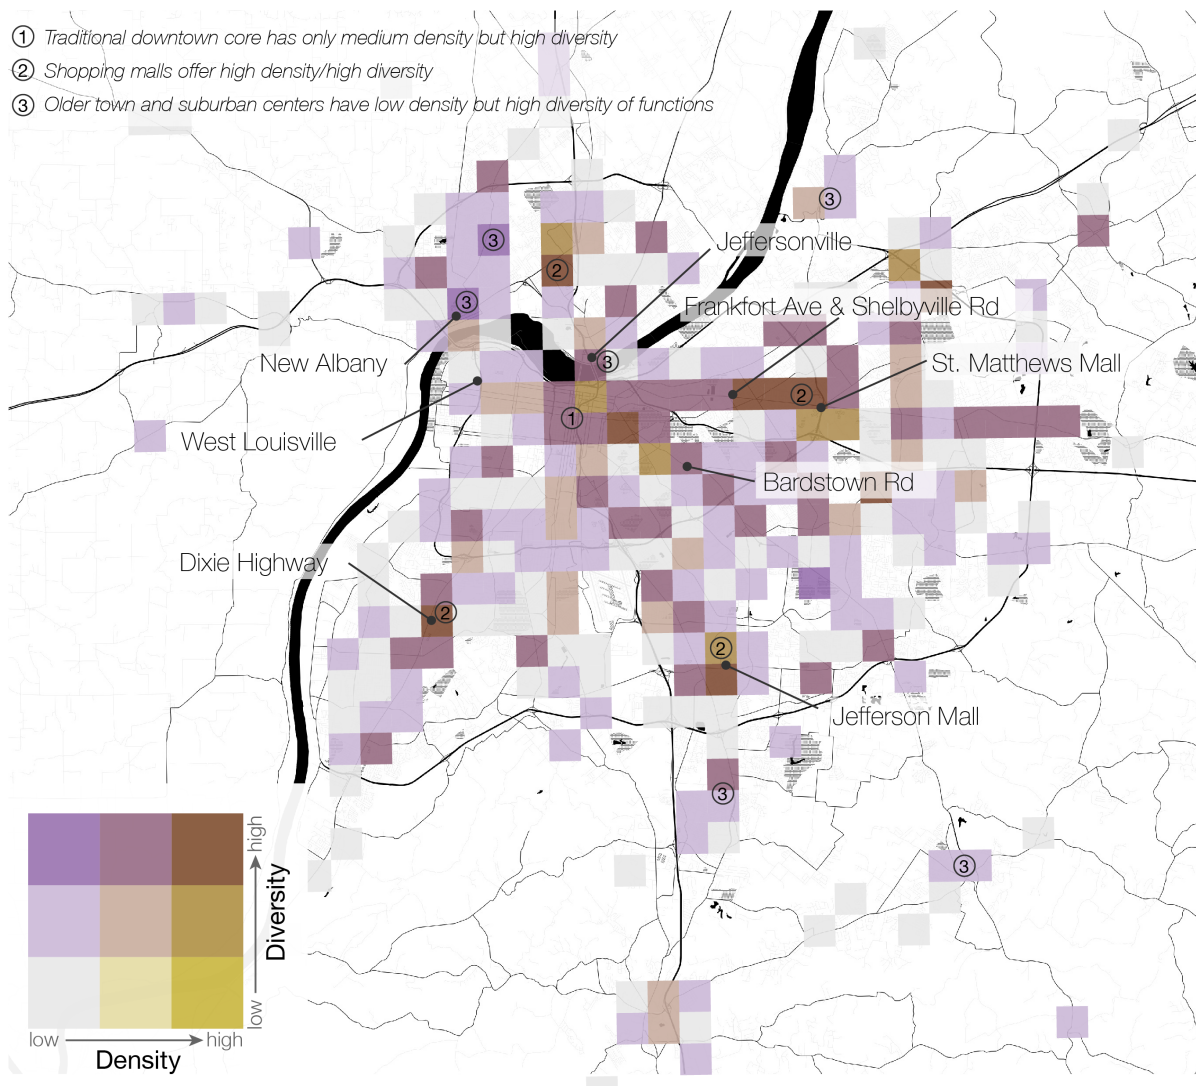 ① Traditional downtown core has only medium density but high diversity
② Shopping malls offer high density/high diversity
③ Older town and suburban centers have low density but high diversity of functions
③
③
Jeffersonville
②
③
Frankfort Ave & Shelbyville Rd
New Albany
③
St. Matthews Mall
②
①
West Louisville
Bardstown Rd
Dixie Highway
②
②
Jefferson Mall
③
③
high
Diversity
low
low
high
Density